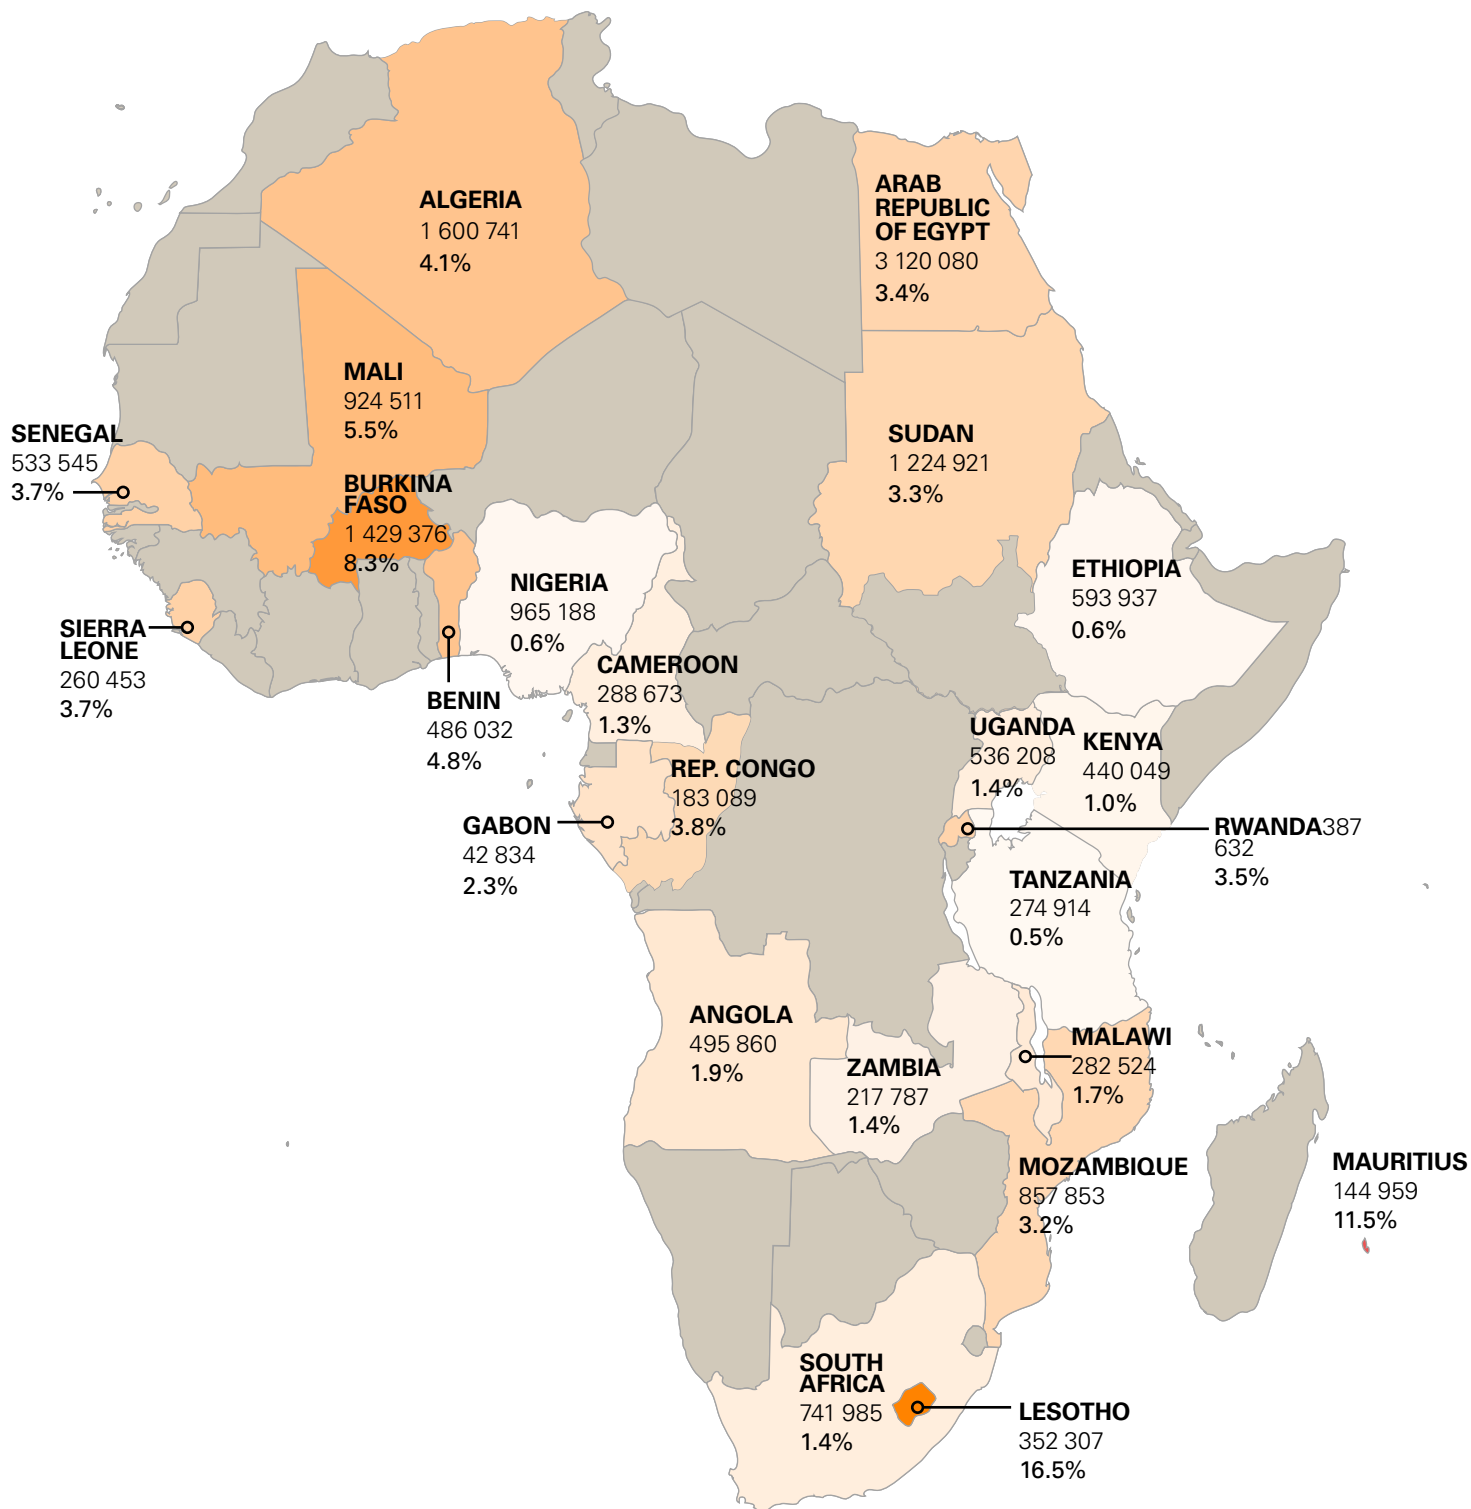 ALGERIA
1 600 741
4.1%
ARAB
REPUBLIC
OF EGYPT
3 120 080
3.4%
MALI
924 511
5.5%
SENEGAL
533 545
3.7%
SUDAN
1 224 921
3.3%
BURKINA
FASO
1 429 376
8.3%
NIGERIA
965 188
0.6%
ETHIOPIA
593 937
0.6%
SIERRA
LEONE
260 453
3.7%
BENIN
486 032
4.8%
CAMEROON
288 673
1.3%
UGANDA
536 208
1.4%
KENYA
440 049
1.0%
REP. CONGO
183 089
3.8%
GABON
42 834
2.3%
RWANDA387
632
3.5%
TANZANIA
274 914
0.5%
ANGOLA
495 860
1.9%
ZAMBIA
217 787
1.4%
MALAWI
282 524
1.7%
MOZAMBIQUE
857 853
3.2%
MAURITIUS
144 959
11.5%
SOUTH
AFRICA
741 985
1.4%
LESOTHO
352 307
16.5%